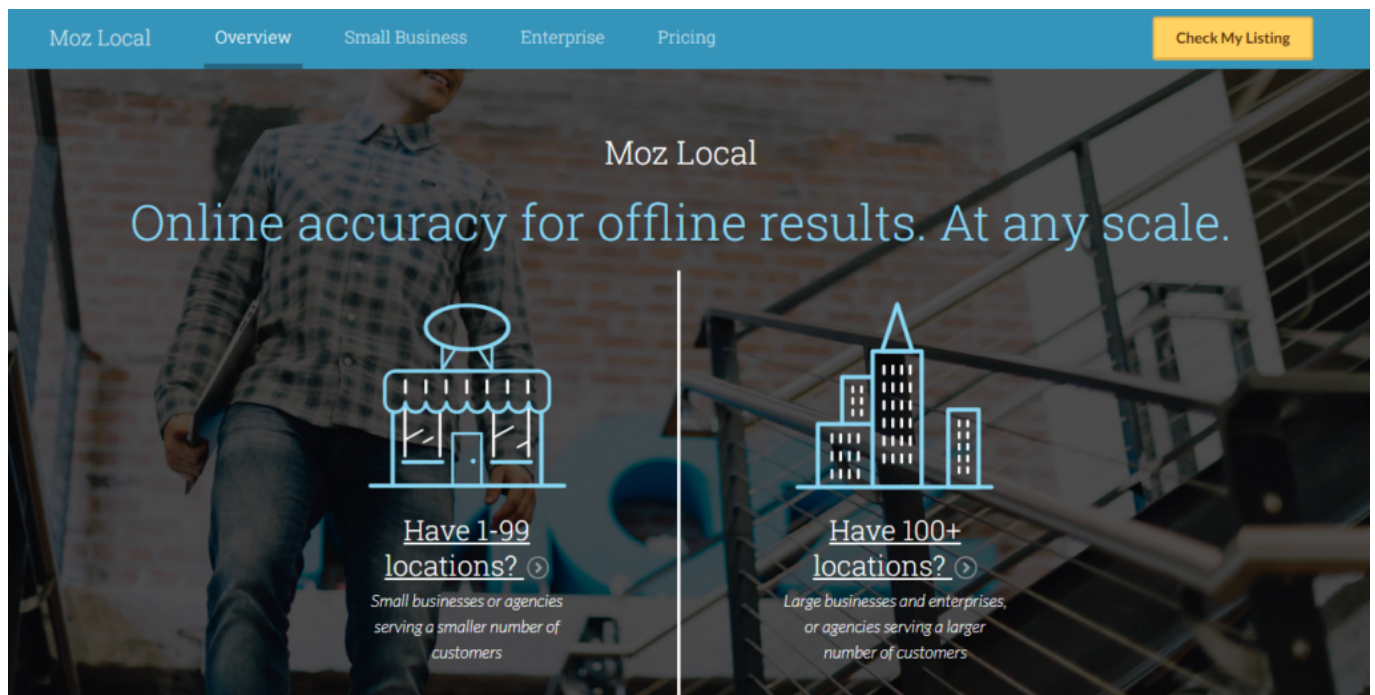 Moz Local
Overview
Small Business
Enterprise
Pricing
Check My Listing
Moz Local
Online accuracy for offline results. At any scale.
Have 1-99
locations?
Small businesses or agencies
serving a smaller number of
customers
Have 100+
locations?
Large businesses and enterprises,
or agencies serving a larger
number of customers